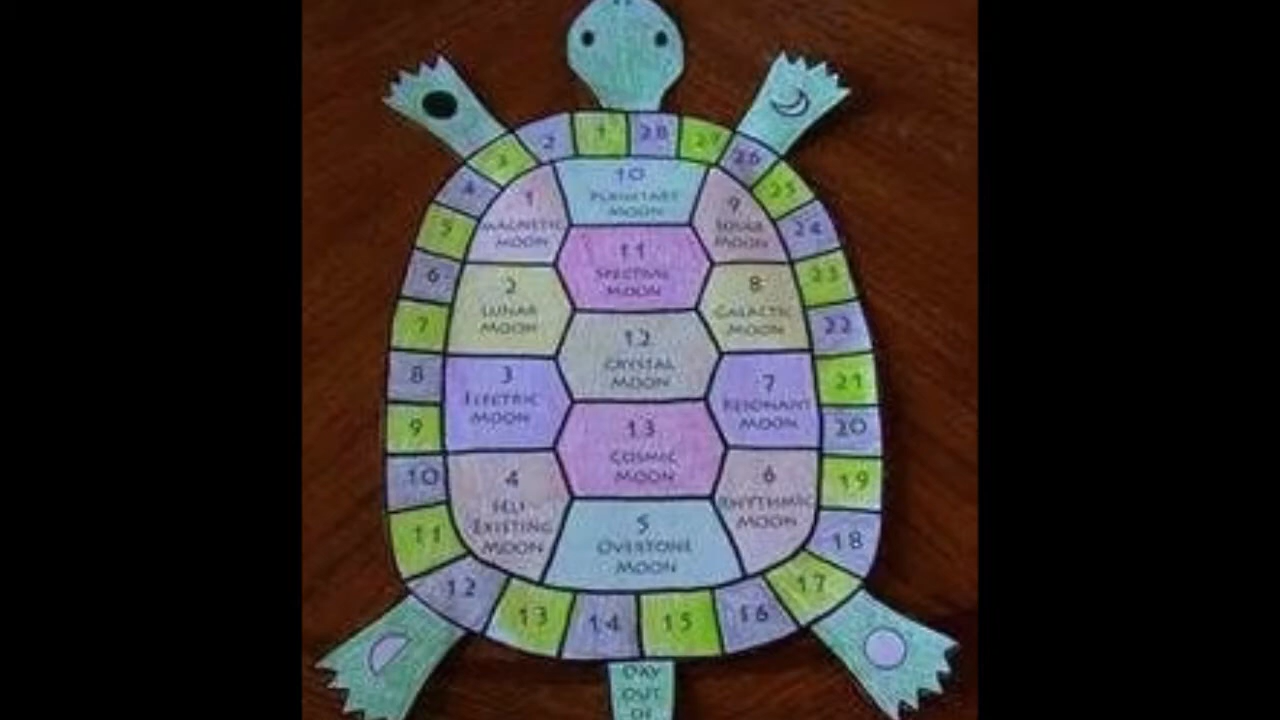 1
28
27
2
26
3
25
4
24
5
23
6
22
7
21
8
20
9
19
10
18
11
17
12
16
13
14
15
10
PLANETARY
MOON
1
MAGNETIC
MOON
9
SOLAR
MOON
11
SPECTRAL
MOON
2
LUNAR
MOON
8
GALACTIC
MOON
12
CRYSTAL
MOON
3
ELECTRIC
MOON
7
RESONANT
MOON
13
COSMIC
MOON
4
SELF
EXISTING
MOON
6
RHYTHMIC
MOON
5
OVERTONE
MOON
DAY
OUT
OF